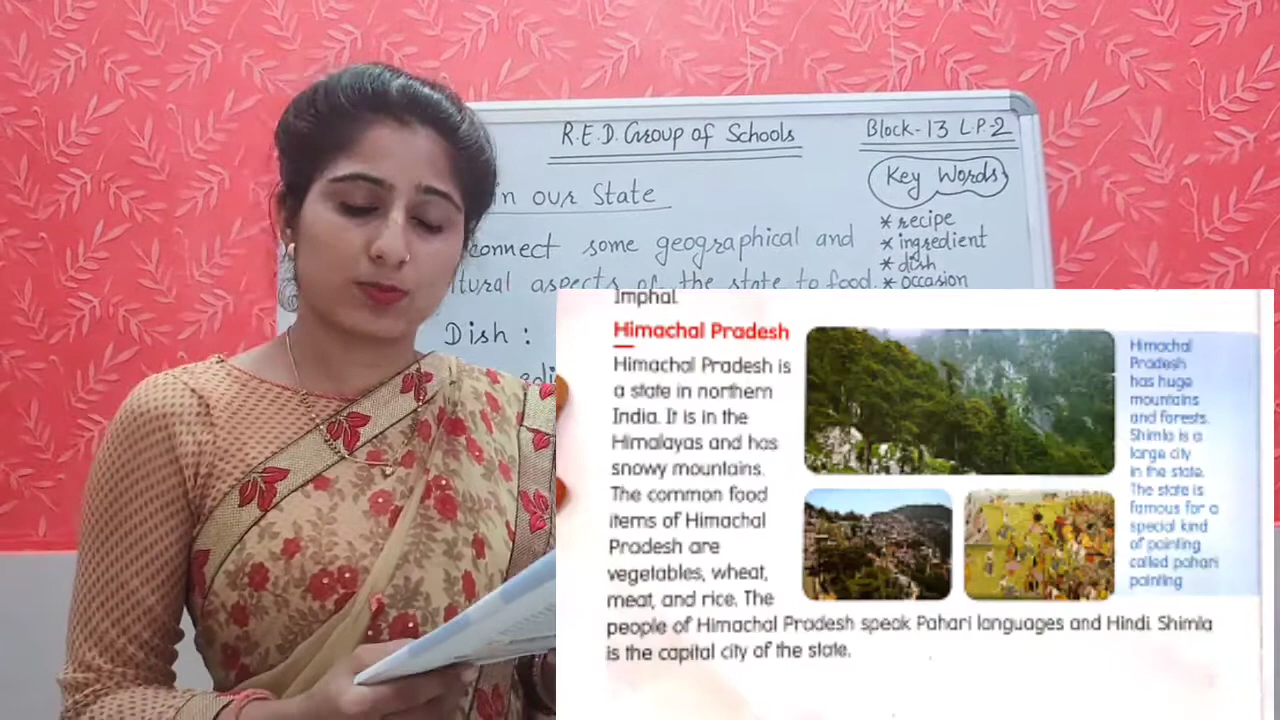 R.E.D. Group of Schools
Block-13 L.P-2
in our State
Key Words
connect some geographical and
* recipe
* ingredient
* dish
tural aspects of the state to food.
* occasion
Dish :
edi
Imphal.
Himachal Pradesh
Himachal Pradesh is
a state in northern
India. It is in the
Himalayas and has
snowy mountains.
The common food
items of Himachal
Pradesh are
vegetables, wheat,
meat, and rice. The
people of Himachal Pradesh speak Pahari languages and Hindi. Shimla
is the capital city of the state.
Himachal
Pradesh
has huge
mountains
and forests.
Shimla is a
large city
in the state.
The state is
famous for a
special kind
of painting
called pahari
painting